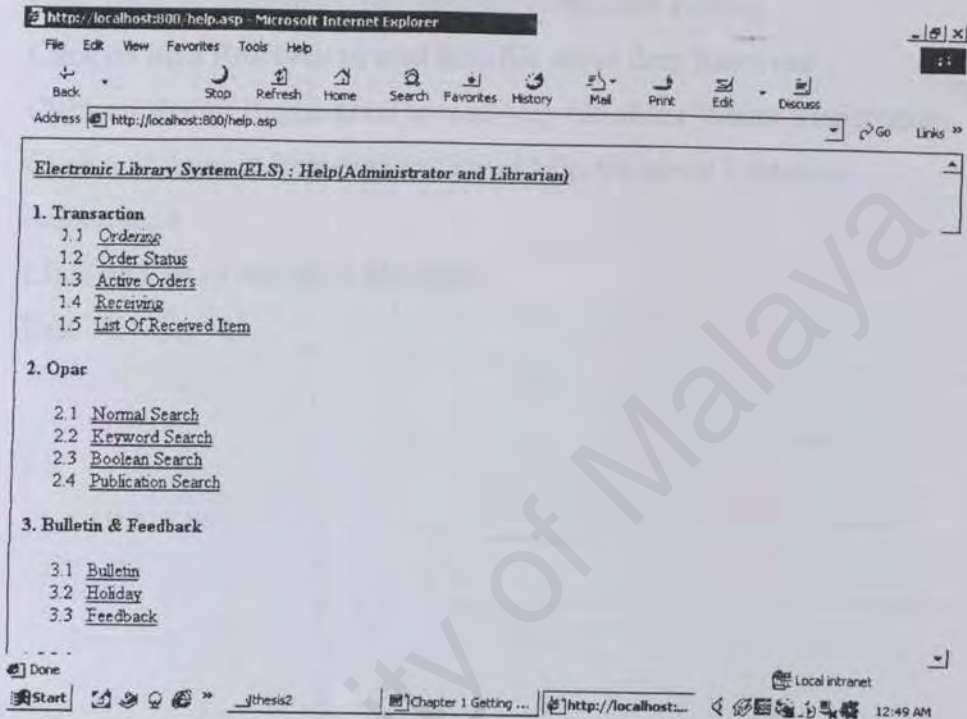 http://localhost:800/help.asp - Microsoft Internet Explorer
File Edit View Favorites Tools Help
Back Stop Refresh Home Search Favorites History Mail Print Edit Discuss
Address http://localhost:800/help.asp Go Links »
Electronic Library System(ELS) : Help(Administrator and Librarian)
1. Transaction
1.1 Ordering
1.2 Order Status
1.3 Active Orders
1.4 Receiving
1.5 List Of Received Item
2. Opac
2.1 Normal Search
2.2 Keyword Search
2.3 Boolean Search
2.4 Publication Search
3. Bulletin & Feedback
3.1 Bulletin
3.2 Holiday
3.3 Feedback
Done Local intranet
Start » thesis2 Chapter 1 Getting ... http://localhost:... 12:49 AM
ity of Malaya